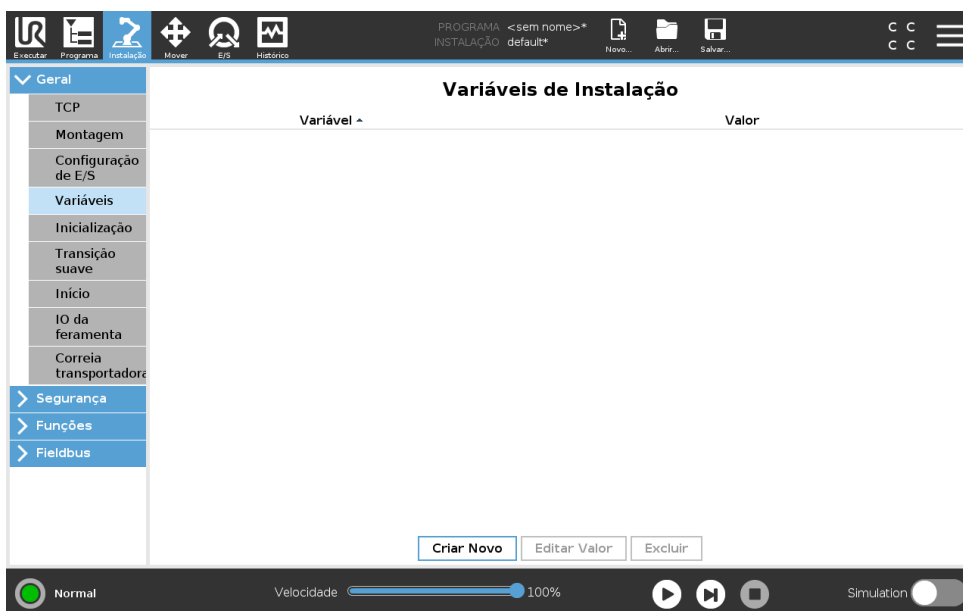 PROGRAMA <sem nome>*
INSTALAÇÃO default*
C C
C C
Executar Programa Instalação Mover E/S Histórico Novo... Abrir... Salvar...
Geral
TCP
Montagem
Configuração
de E/S
Variáveis
Inicialização
Transição
suave
Início
IO da
feramenta
Correia
transportadora
Segurança
Funções
Fieldbus
Variáveis de Instalação
Variável Valor
Criar Novo Editar Valor Excluir
Normal Velocidade 100% Simulation